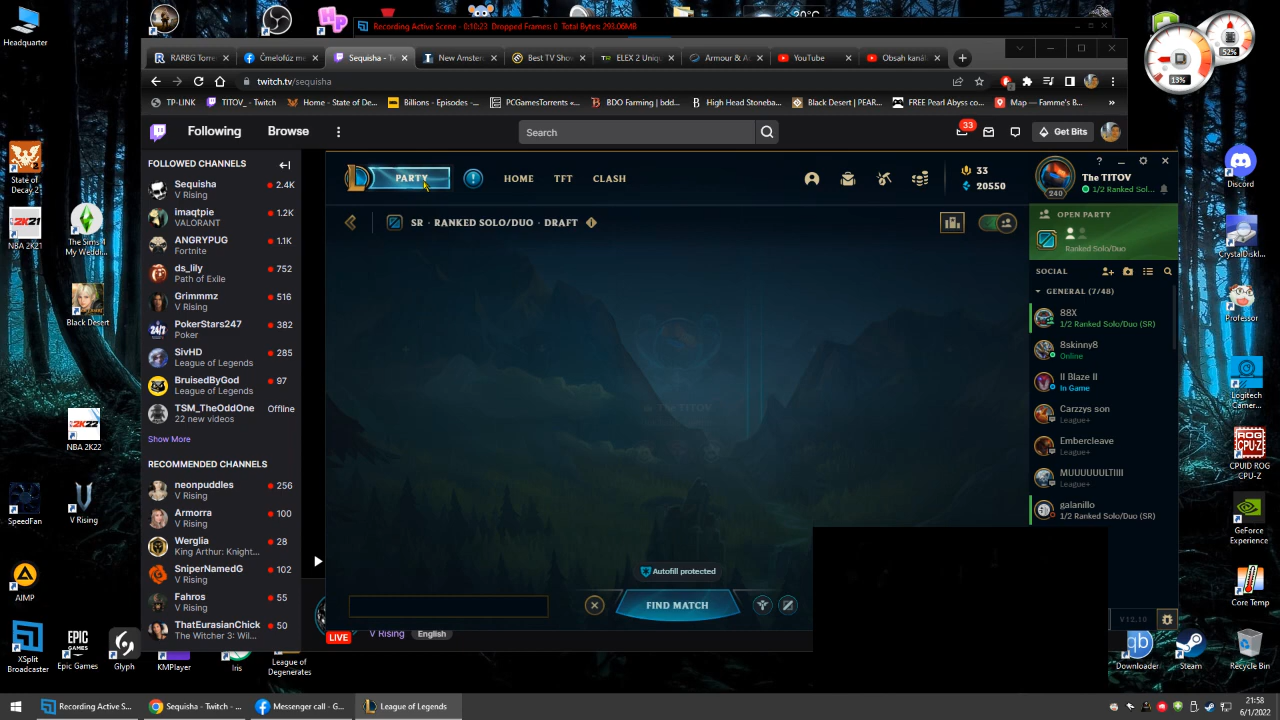 Headquarter
Recording Active Scene - 0:10:23 Dropped Frames: 0 Total Bytes: 293.06MB
20°C
52%
13%
RARBG Torre
Čmelofúz me
Sequisha - T
New Amster
Best TV Sho
ELEX 2 Uniq
Armour & D
YouTube
Obsah kanál
twitch.tv/sequisha
TP-LINK
TITOV_ - Twitch
Home - State of De...
Billions - Episodes -...
PCGamesTorrents «...
BDO Farming | bdd...
High Head Stoneba...
Black Desert | PEAR...
FREE Pearl Abyss co...
Map — Famme's B...
Following
Browse
Search
33
Get Bits
FOLLOWED CHANNELS
Sequisha
2.4K
V Rising
imaqtpie
1.2K
VALORANT
ANGRYPUG
1.1K
Fortnite
ds_lily
752
Path of Exile
Grimmmz
516
V Rising
PokerStars247
382
Poker
SivHD
285
League of Legends
BruisedByGod
97
League of Legends
TSM_TheOddOne
Offline
22 new videos
Show More
RECOMMENDED CHANNELS
neonpuddles
256
V Rising
Armorra
100
V Rising
Werglia
28
King Arthur: Knight...
SniperNamedG
102
V Rising
Fahros
55
V Rising
ThatEurasianChick
50
The Witcher 3: Wil...
PARTY
HOME
TFT
CLASH
33
20550
240
The TITOV
1/2 Ranked Sol...
SR · RANKED SOLO/DUO · DRAFT
OPEN PARTY
Ranked Solo/Duo
SOCIAL
GENERAL (7/48)
88X
1/2 Ranked Solo/Duo (SR)
8skinny8
Online
II Blaze II
In Game
Carzzys son
League+
Embercleave
League+
MUUUUUULTIIII
League+
galanillo
1/2 Ranked Solo/Duo (SR)
The TITOV
Autofill protected
FIND MATCH
V12.10
LIVE
V Rising
English
State of Decay 2
NBA 2K21
The Sims 4 My Weddi...
Black Desert
NBA 2K22
SpeedFan
V Rising
AIMP
XSplit Broadcaster
EPIC GAMES
Epic Games
Glyph
KMPlayer
Iris
League of Degenerates
Discord
CrystalDiskI...
Professor
Logitech Gamer...
ROG CPU-Z
CPUID ROG CPU-Z
GeForce Experience
Core Temp
Downloader
Steam
Recycle Bin
Recording Active S...
Sequisha - Twitch - ...
Messenger call - G...
League of Legends
21:58
6/1/2022